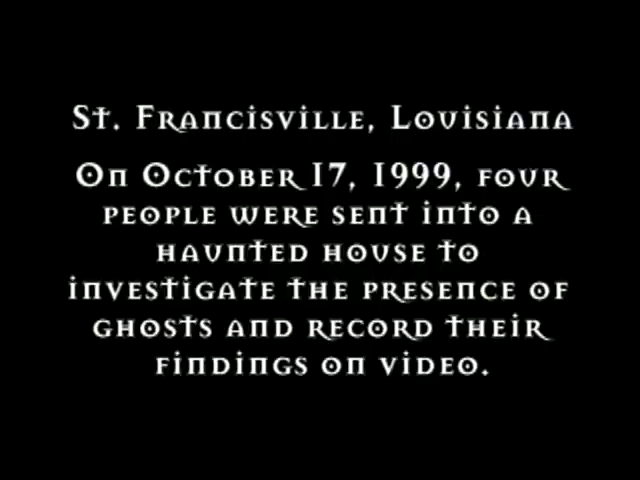 St. Francisville, Louisiana
On October 17, 1999, four
people were sent into a
haunted house to
investigate the presence of
ghosts and record their
findings on video.